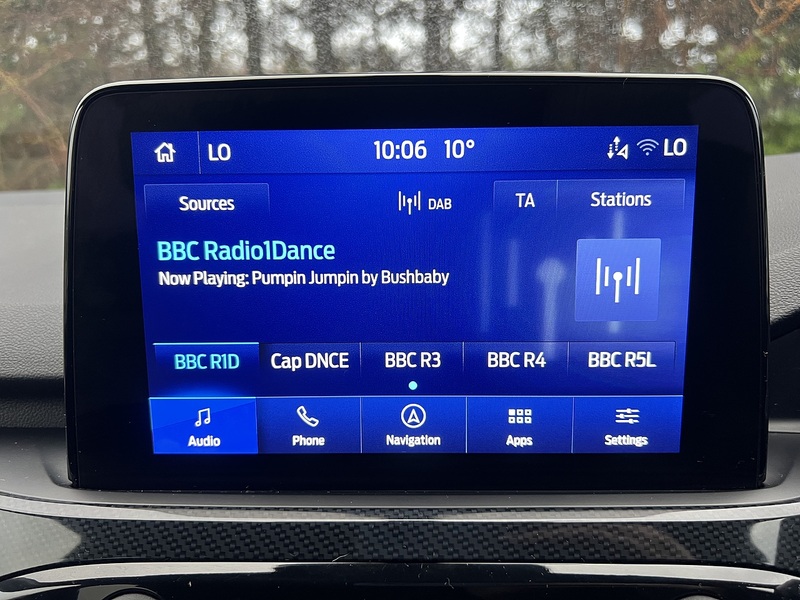 LO 10:06 10° LO
Sources DAB TA Stations
BBC Radio1Dance
Now Playing: Pumpin Jumpin by Bushbaby
BBC R1D Cap DNCE BBC R3 BBC R4 BBC R5L
Audio Phone Navigation Apps Settings